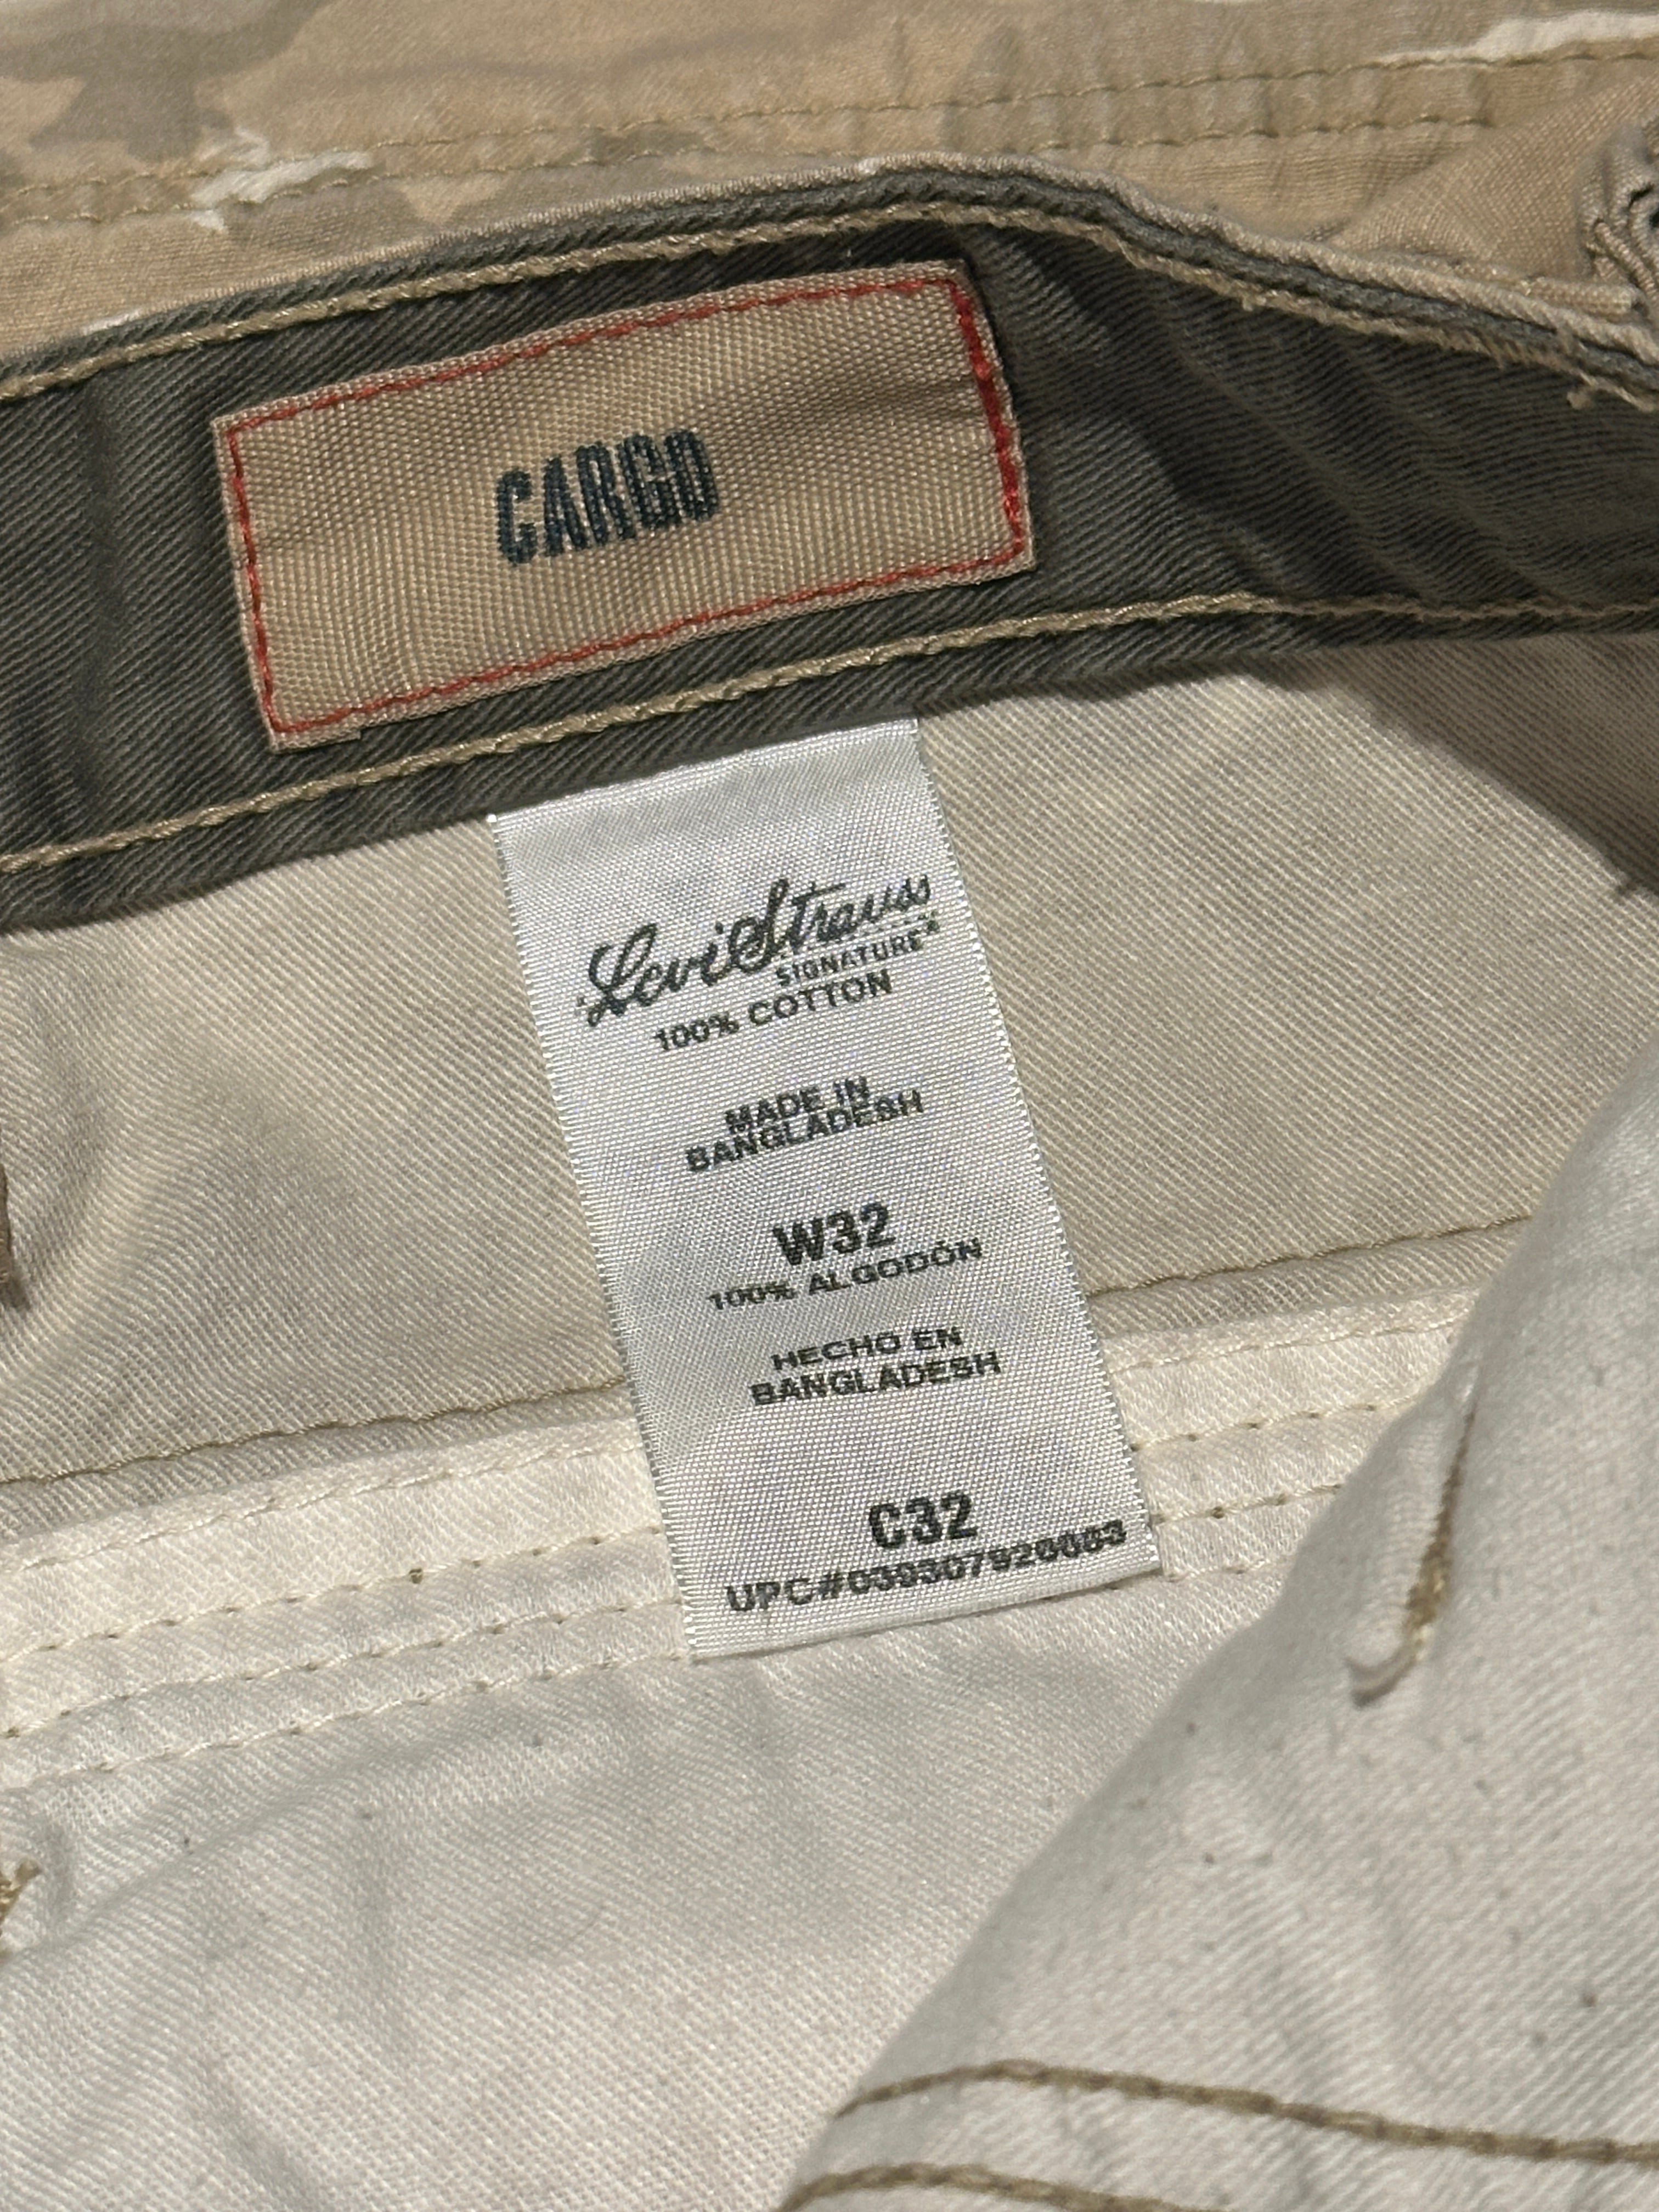 CARGO
Levi Strauss
SIGNATURE
100% COTTON
MADE IN
BANGLADESH
W32
100% ALGODÓN
HECHO EN
BANGLADESH
C32